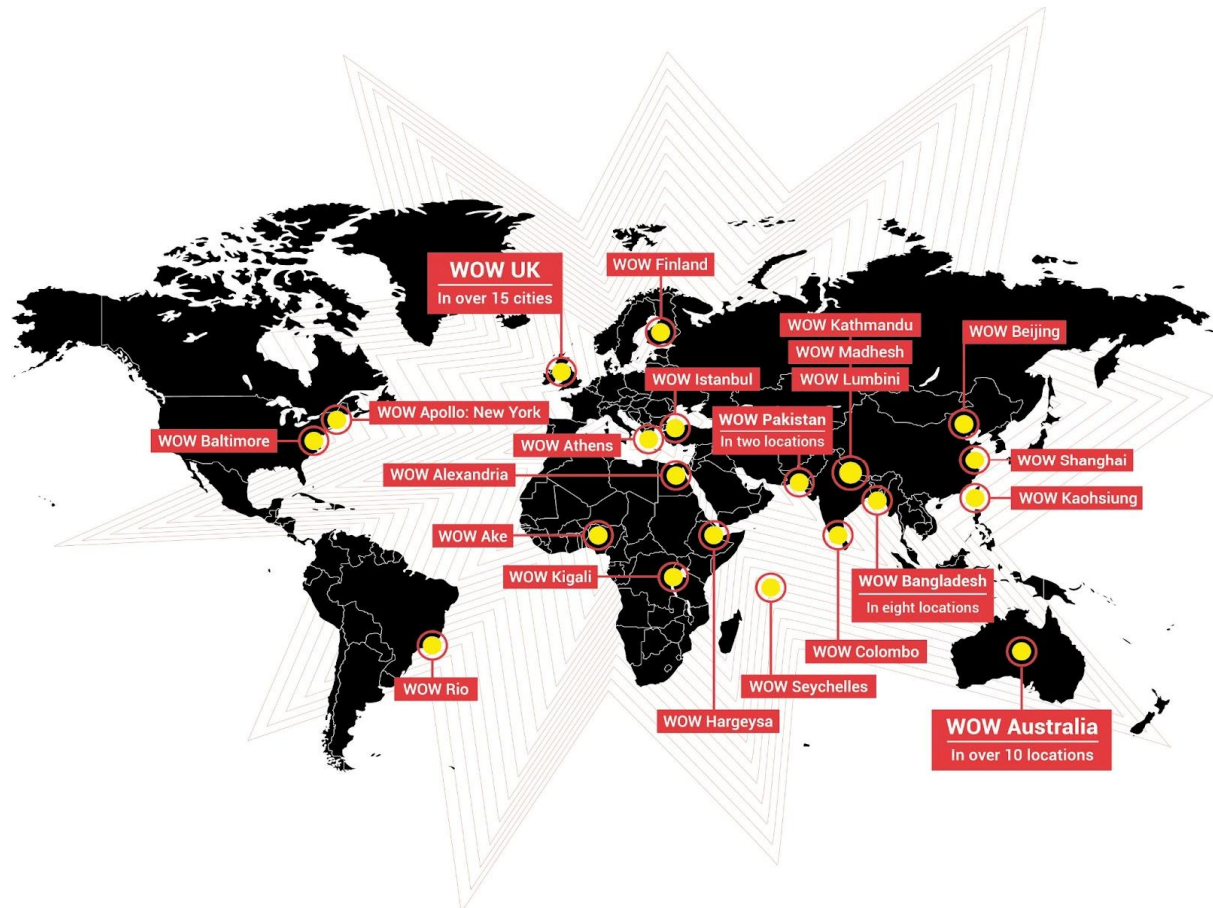 WOW UK
In over 15 cities
WOW Finland
WOW Kathmandu
WOW Madhesh
WOW Lumbini
WOW Beijing
WOW Istanbul
WOW Apollo: New York
WOW Baltimore
WOW Athens
WOW Pakistan
In two locations
WOW Alexandria
WOW Shanghai
WOW Kaohsiung
WOW Ake
WOW Kigali
WOW Bangladesh
In eight locations
WOW Colombo
WOW Rio
WOW Seychelles
WOW Hargeysa
WOW Australia
In over 10 locations